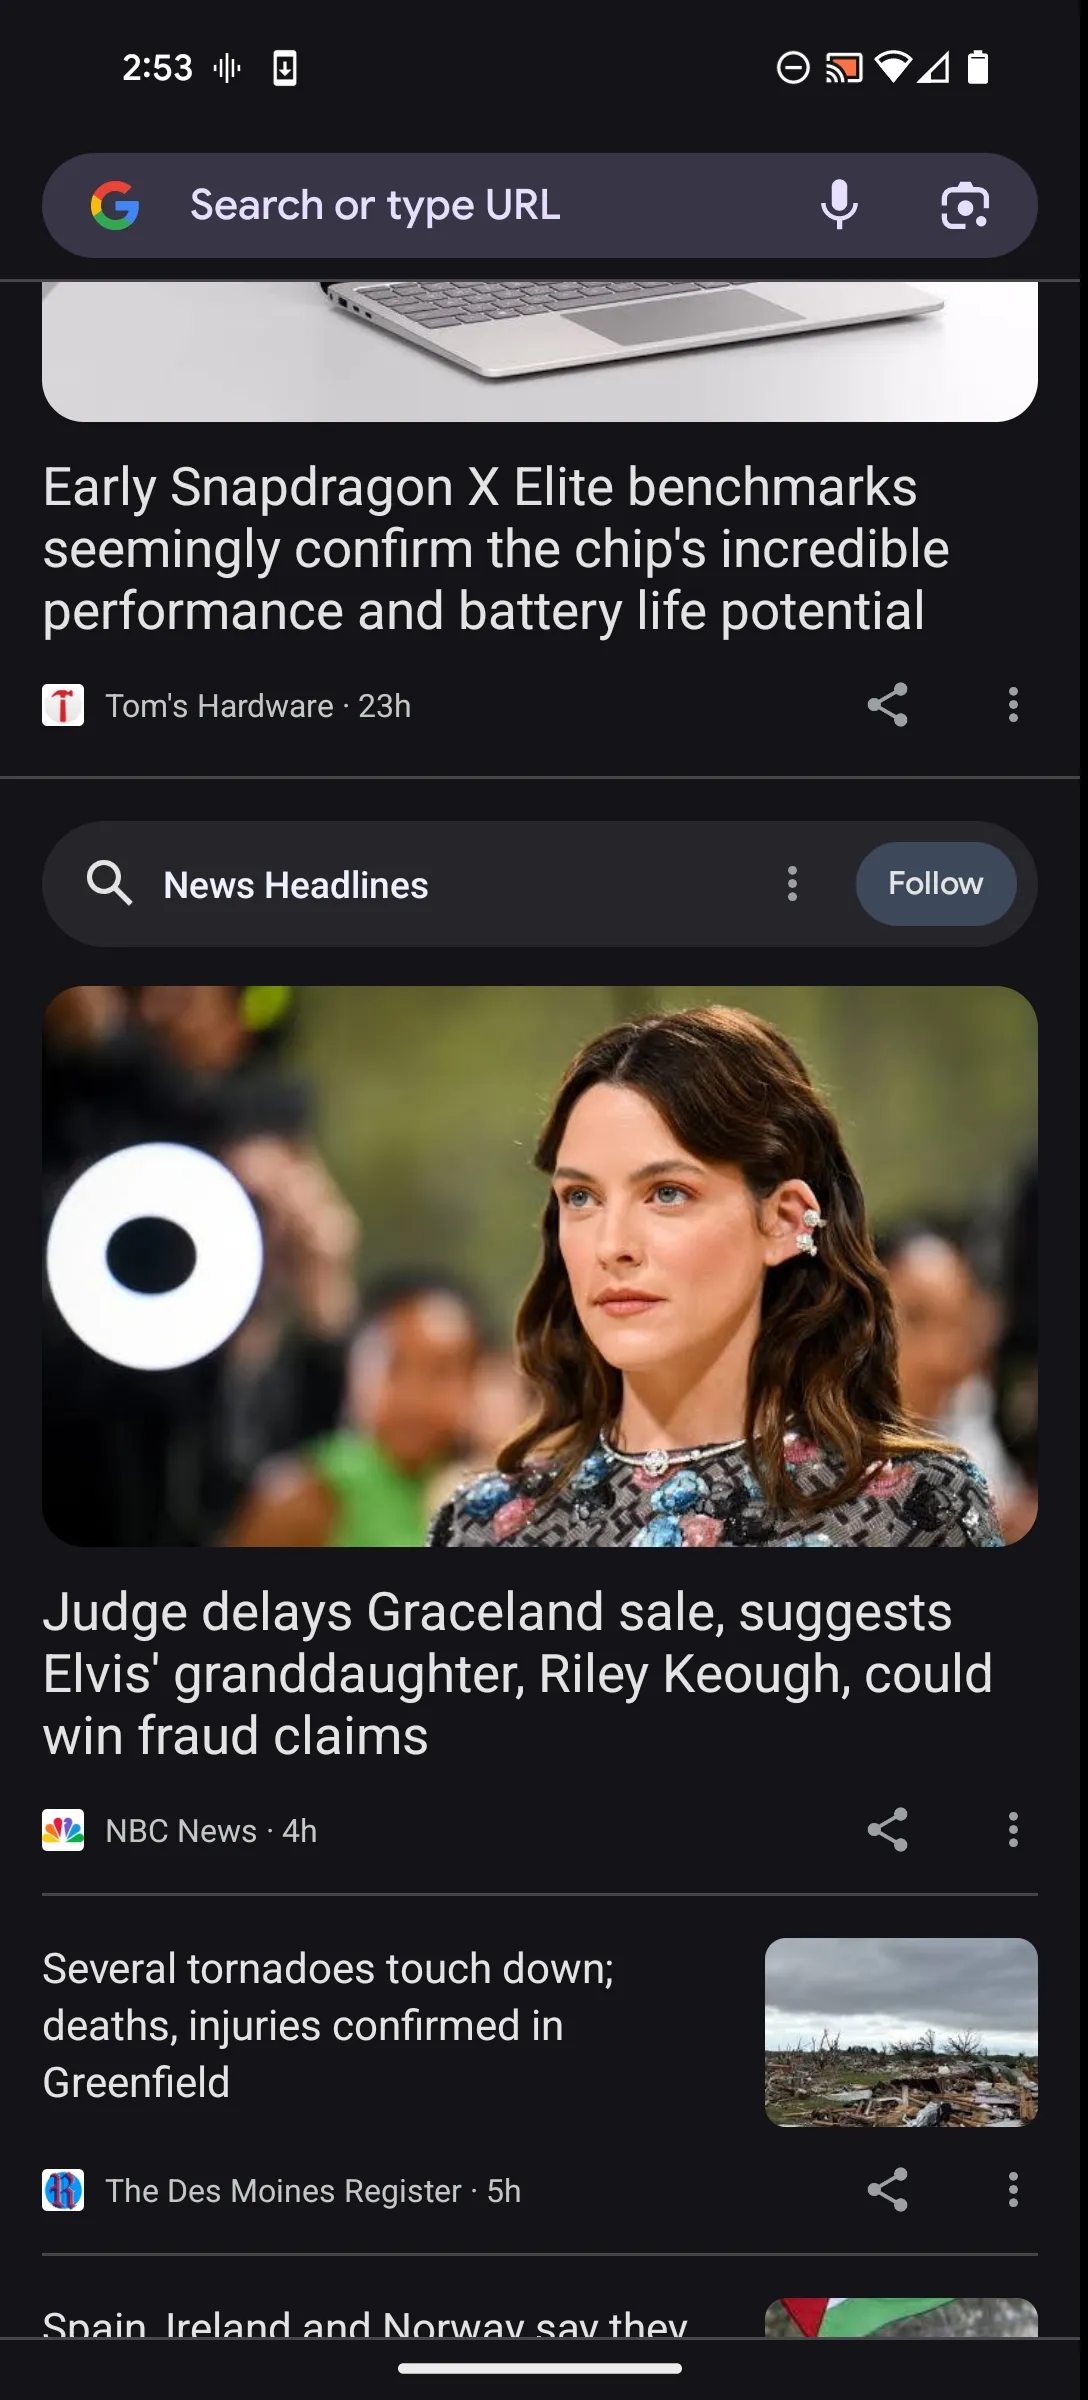 2:53
Search or type URL
Early Snapdragon X Elite benchmarks
seemingly confirm the chip's incredible
performance and battery life potential
Tom's Hardware · 23h
News Headlines
Follow
Judge delays Graceland sale, suggests
Elvis' granddaughter, Riley Keough, could
win fraud claims
NBC News · 4h
Several tornadoes touch down;
deaths, injuries confirmed in
Greenfield
The Des Moines Register · 5h
Spain, Ireland and Norway say they